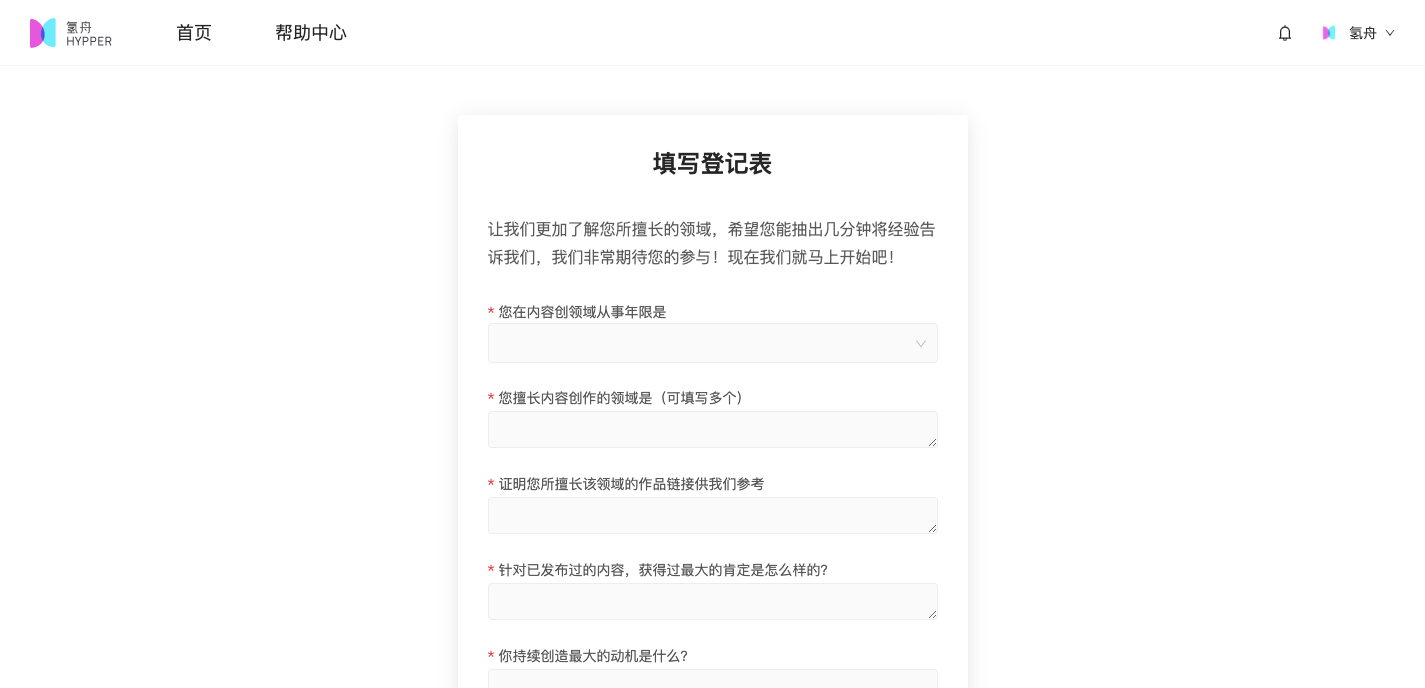 氢舟
HYPPER
首页
帮助中心
氢舟
填写登记表
让我们更加了解您所擅长的领域，希望您能抽出几分钟将经验告
诉我们，我们非常期待您的参与！现在我们就马上开始吧！
* 您在内容创领域从事年限是
* 您擅长内容创作的领域是（可填写多个）
* 证明您所擅长该领域的作品链接供我们参考
* 针对已发布过的内容，获得过最大的肯定是怎么样的？
* 你持续创造最大的动机是什么？